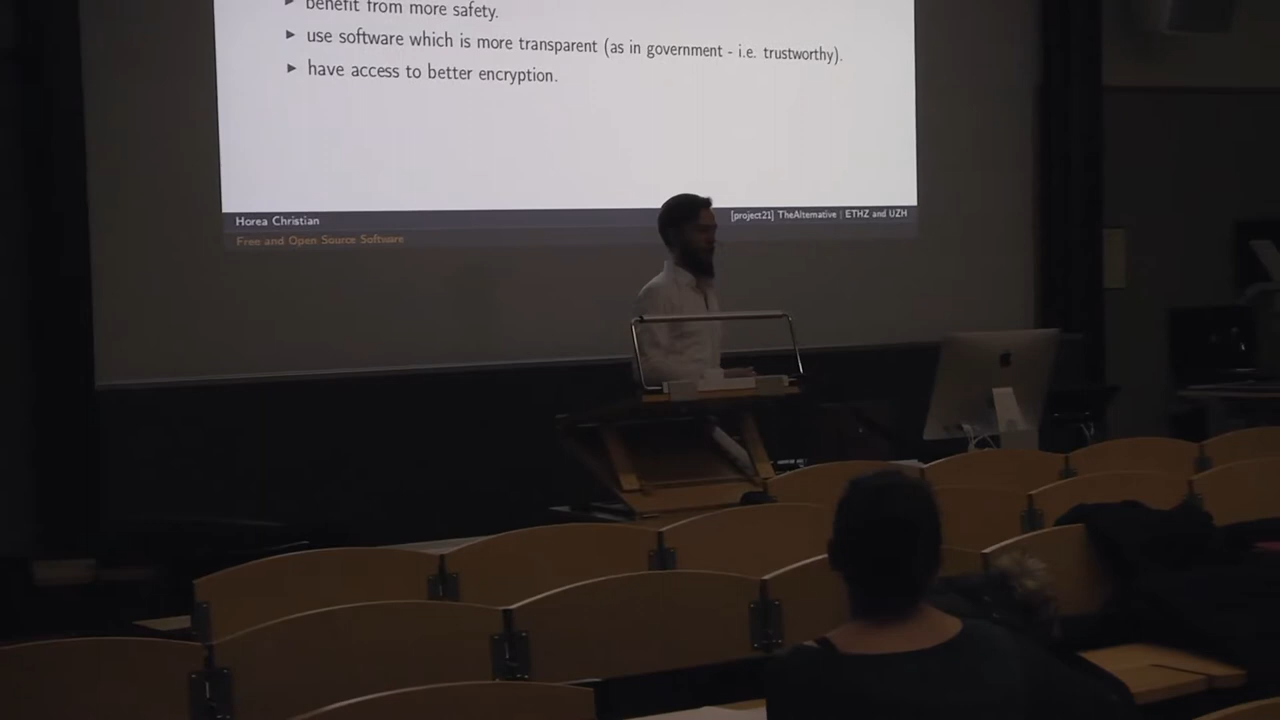 ▶ benefit from more safety.
▶ use software which is more transparent (as in government - i.e. trustworthy).
▶ have access to better encryption.
Horea Christian
[project21] TheAlternative | ETHZ and UZH
Free and Open Source Software